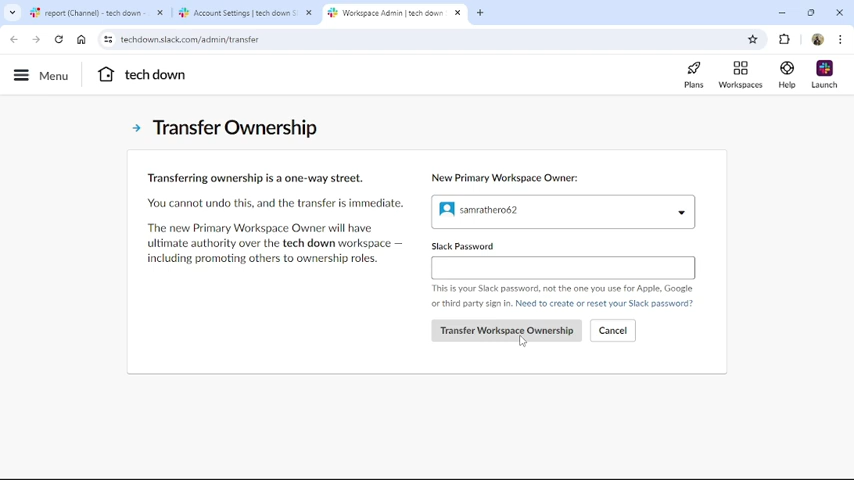 report (Channel) - tech down -
Account Settings | tech down S
Workspace Admin | tech down
techdown.slack.com/admin/transfer
Menu
tech down
Plans
Workspaces
Help
Launch
Transfer Ownership
Transferring ownership is a one-way street.
You cannot undo this, and the transfer is immediate.
The new Primary Workspace Owner will have
ultimate authority over the tech down workspace —
including promoting others to ownership roles.
New Primary Workspace Owner:
samrathero62
Slack Password
This is your Slack password, not the one you use for Apple, Google
or third party sign in. Need to create or reset your Slack password?
Transfer Workspace Ownership
Cancel